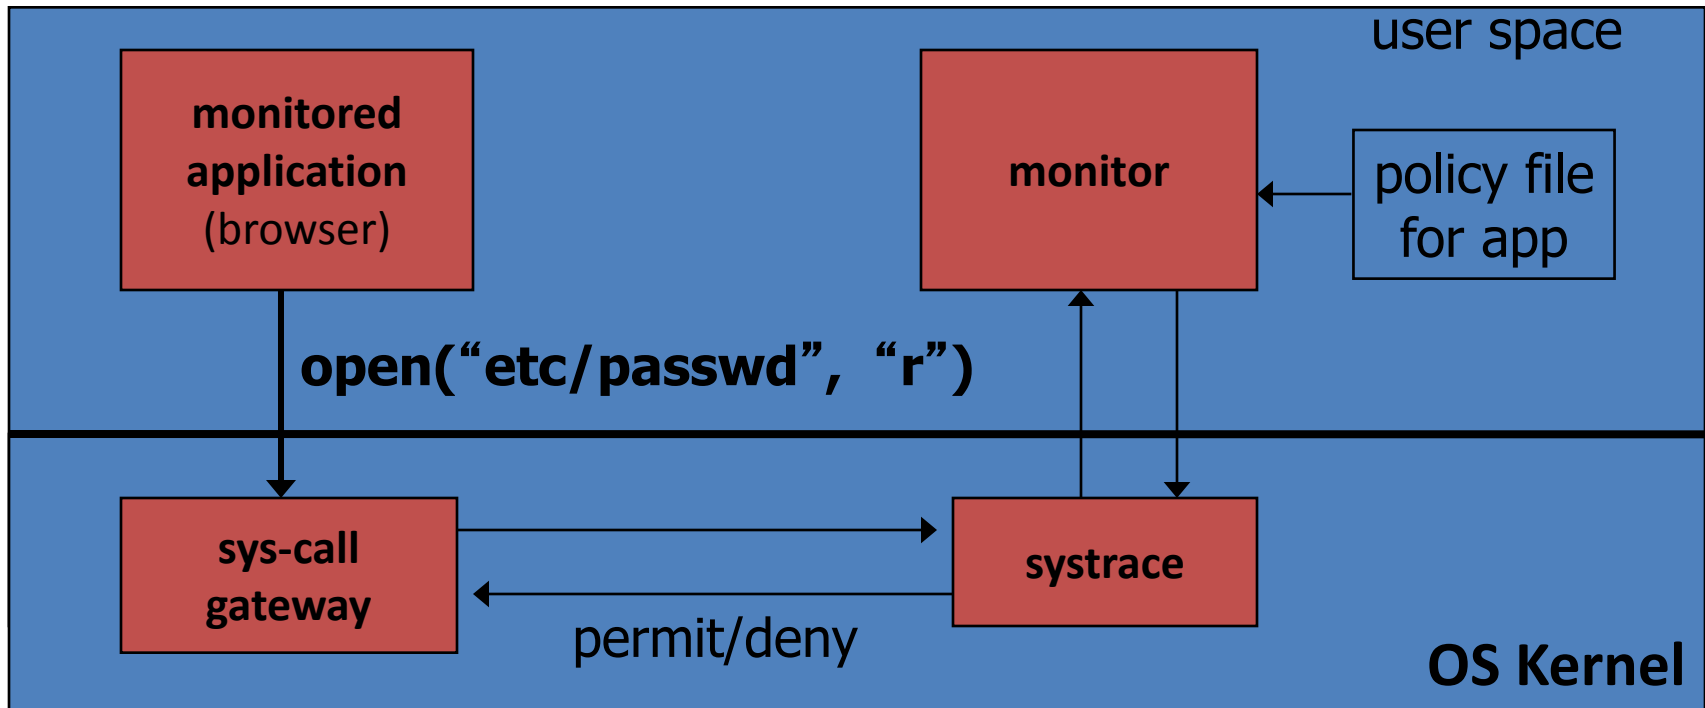 user space
monitored
application
(browser)
monitor
policy file
for app
open(“etc/passwd”, “r”)
sys-call
gateway
systrace
permit/deny
OS Kernel